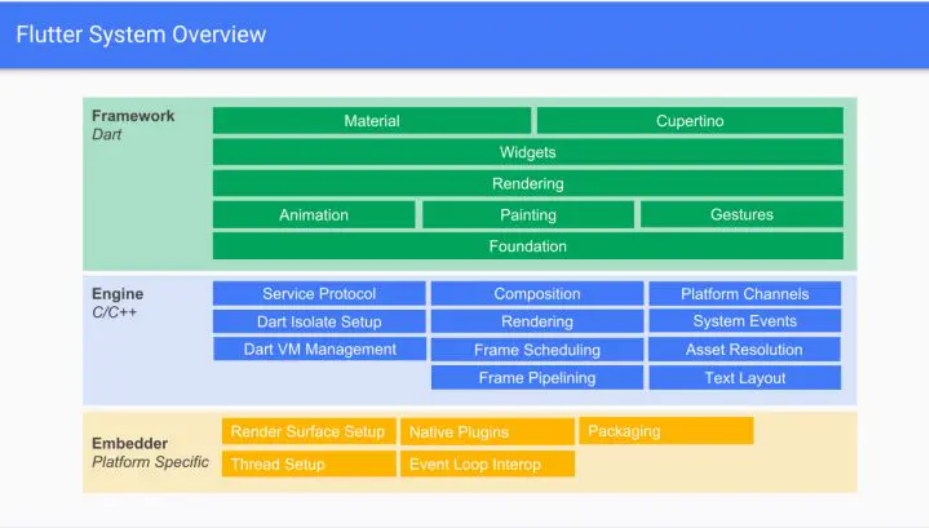 Flutter System Overview
Framework
Dart
Material
Cupertino
Widgets
Rendering
Animation
Painting
Gestures
Foundation
Engine
C/C++
Service Protocol
Composition
Platform Channels
Dart Isolate Setup
Rendering
System Events
Dart VM Management
Frame Scheduling
Asset Resolution
Frame Pipelining
Text Layout
Embedder
Platform Specific
Render Surface Setup
Native Plugins
Packaging
Thread Setup
Event Loop Interop